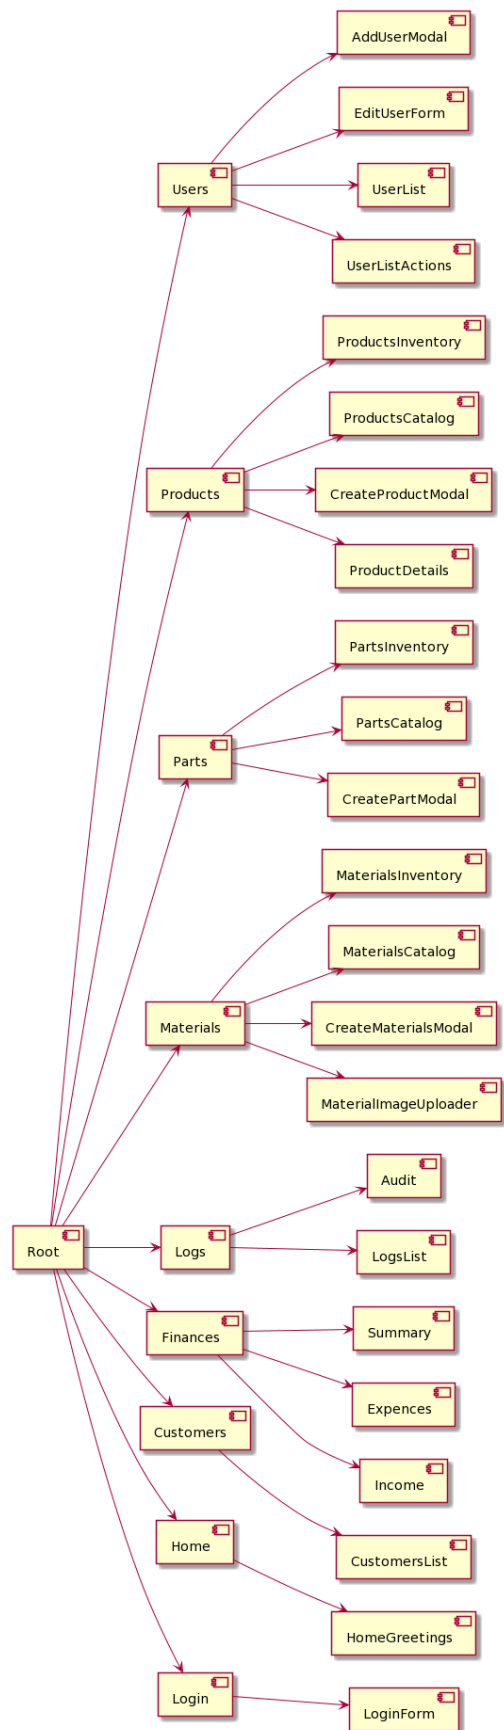 AddUserModal
EditUserForm
Users
UserList
UserListActions
ProductsInventory
ProductsCatalog
Products
CreateProductModal
ProductDetails
PartsInventory
PartsCatalog
Parts
CreatePartModal
MaterialsInventory
MaterialsCatalog
Materials
CreateMaterialsModal
MaterialImageUploader
Audit
Root
Logs
LogsList
Finances
Summary
Expences
Customers
Income
Home
CustomersList
HomeGreetings
Login
LoginForm